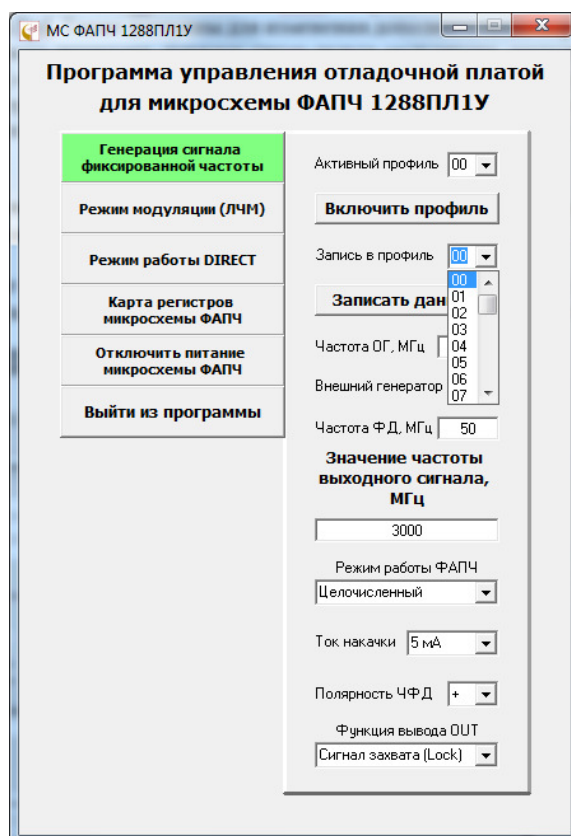 МС ФАПЧ 1288ПЛ1У
Программа управления отладочной платой
для микросхемы ФАПЧ 1288ПЛ1У
Генерация сигнала
фиксированной частоты
Режим модуляции (ЛЧМ)
Режим работы DIRECT
Карта регистров
микросхемы ФАПЧ
Отключить питание
микросхемы ФАПЧ
Выйти из программы
Активный профиль 00
Включить профиль
Запись в профиль 00
00
01
02
03
04
05
06
07
Записать дан
Частота ОГ, МГц
Внешний генератор
Частота ФД, МГц 50
Значение частоты
выходного сигнала,
МГц
3000
Режим работы ФАПЧ
Целочисленный
Ток накачки 5 мА
Полярность ЧФД +
Функция вывода OUT
Сигнал захвата (Lock)